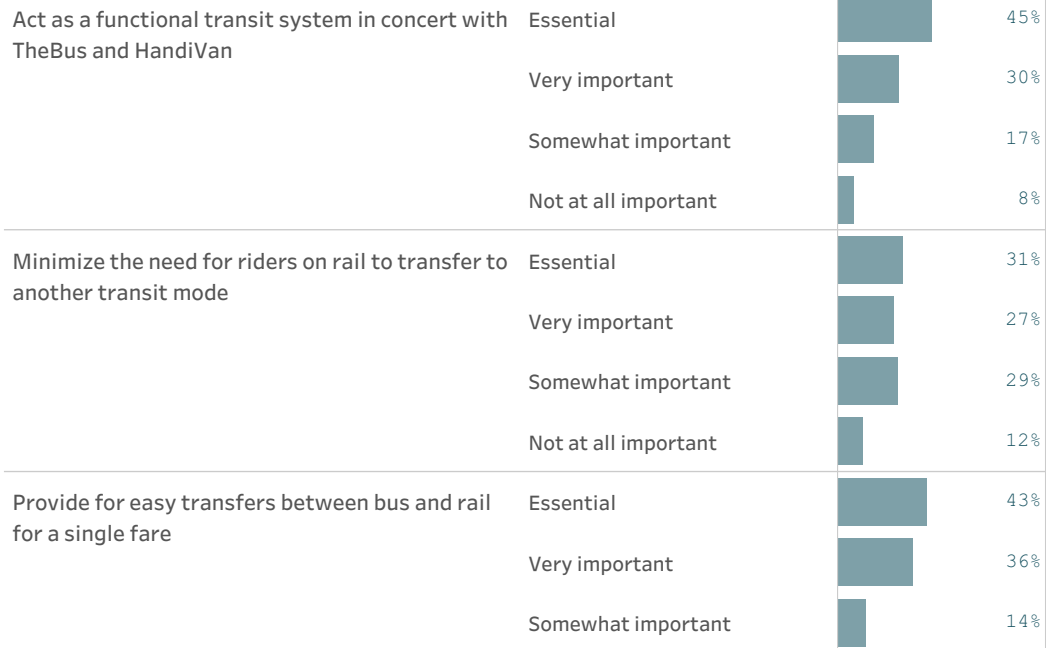 Act as a functional transit system in concert with Essential 45%
TheBus and HandiVan
Very important 30%
Somewhat important 17%
Not at all important 8%
Minimize the need for riders on rail to transfer to Essential 31%
another transit mode
Very important 27%
Somewhat important 29%
Not at all important 12%
Provide for easy transfers between bus and rail Essential 43%
for a single fare
Very important 36%
Somewhat important 14%